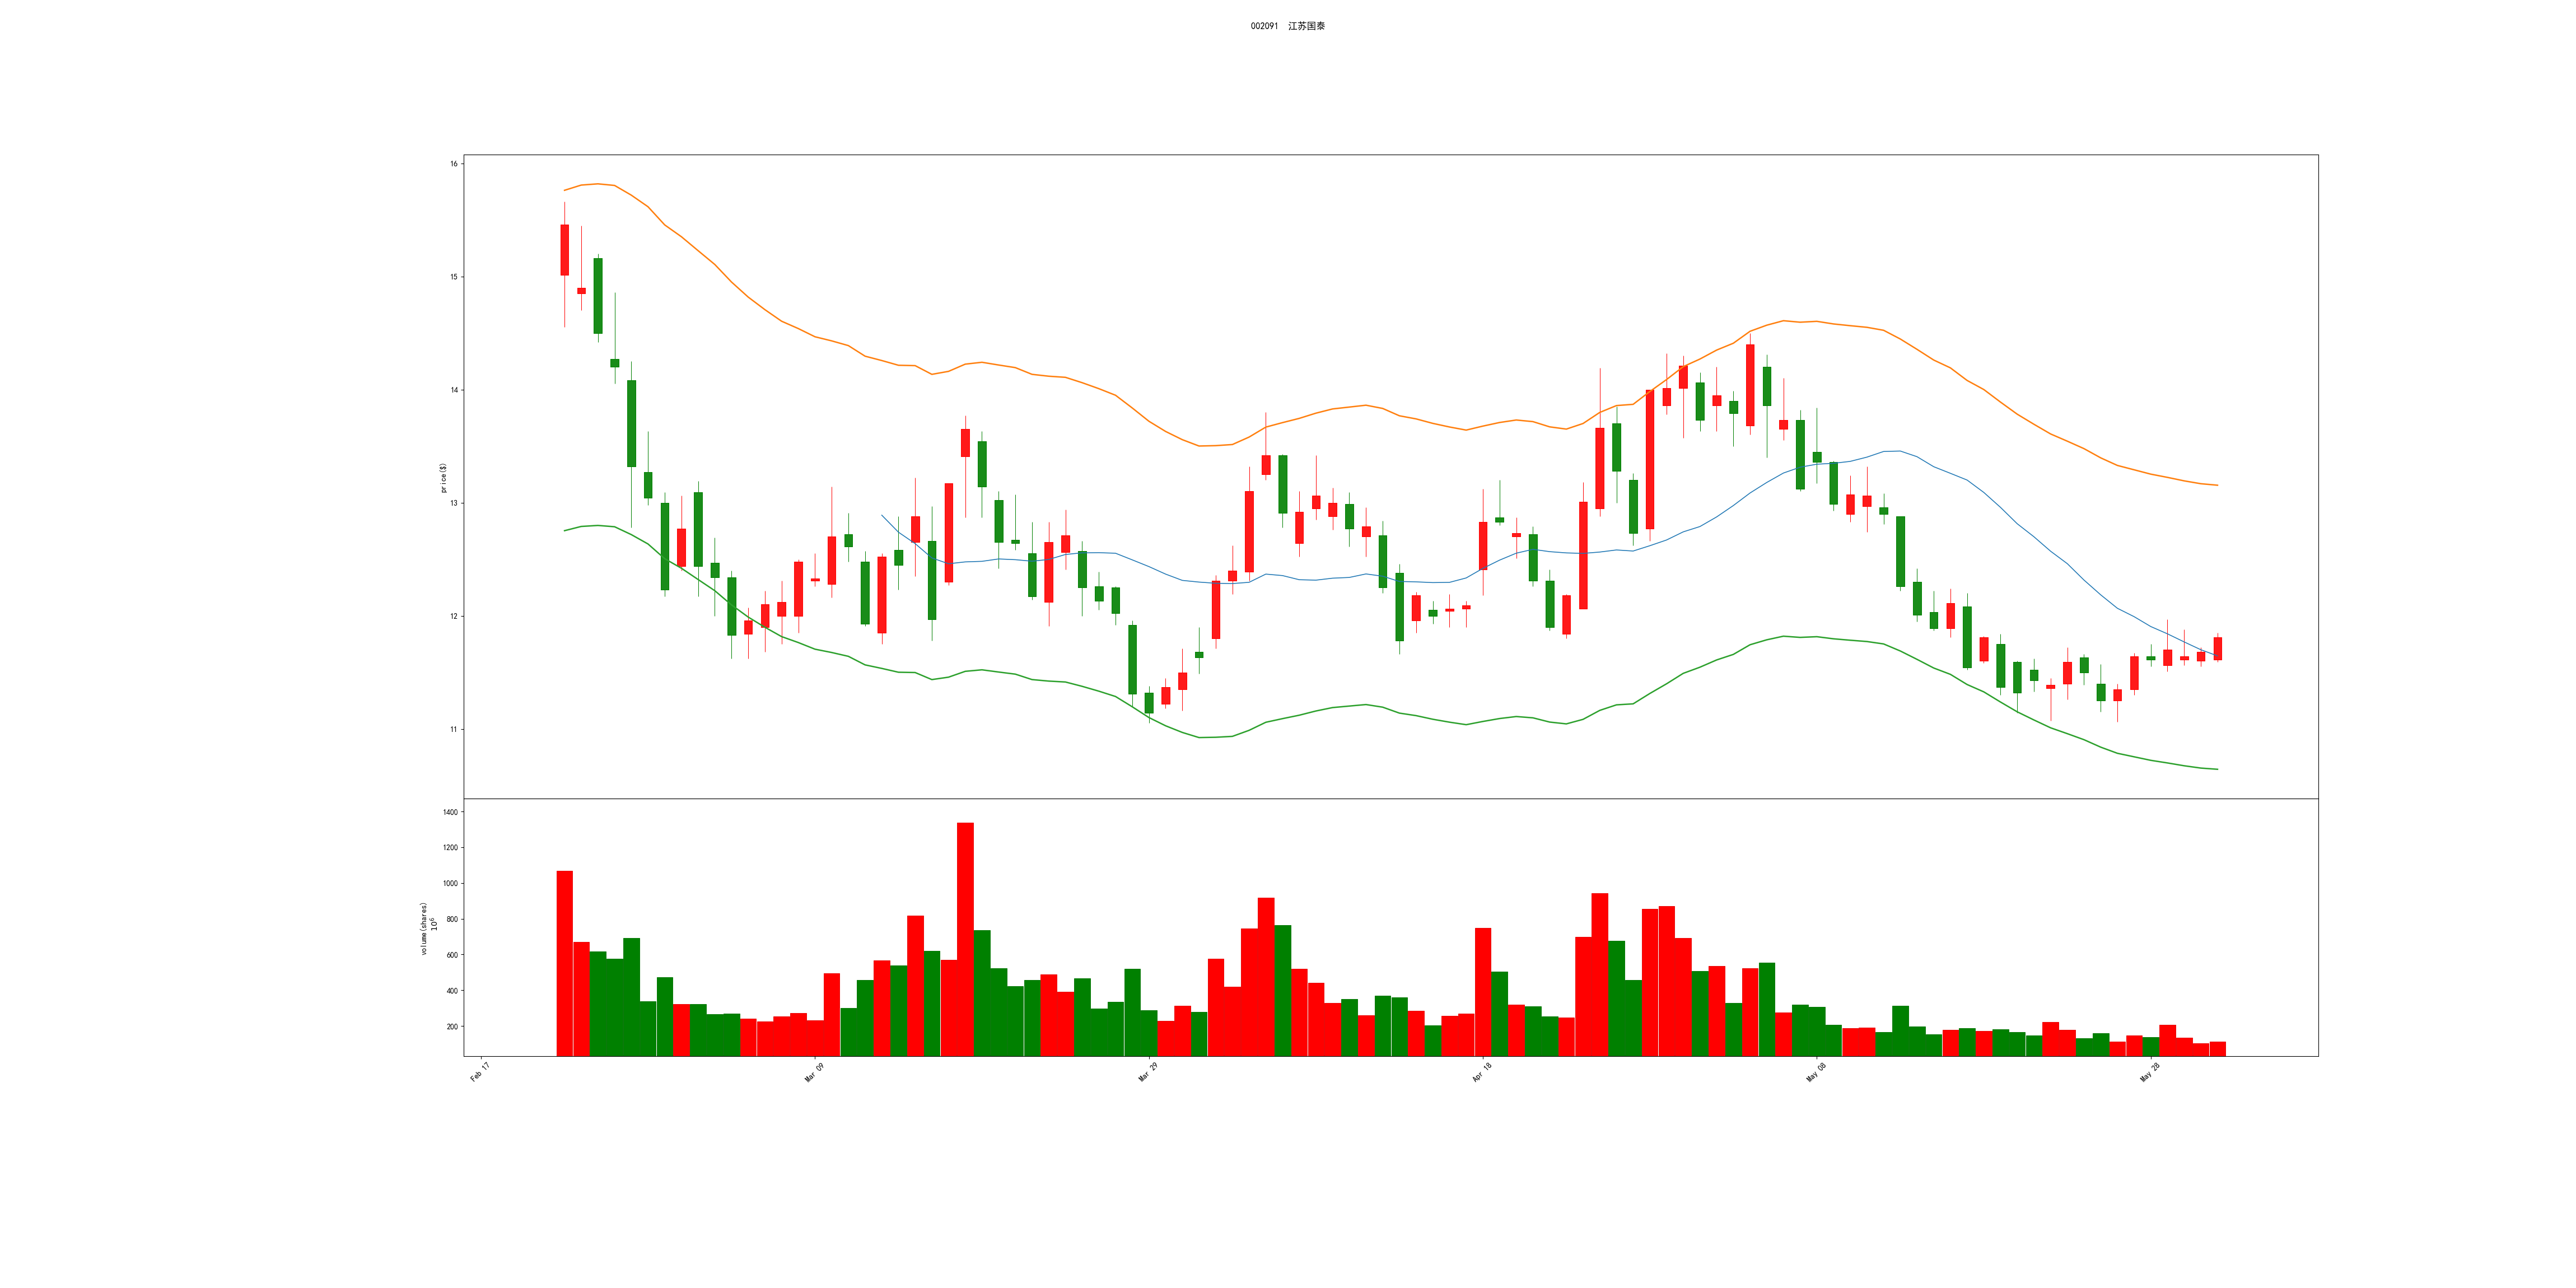 002091 江苏国泰
16
15
14
13
12
11
price($)
1400
1200
1000
800
600
400
200
volume(shares)
10⁶
Feb 17
Mar 09
Mar 29
Apr 18
May 08
May 28